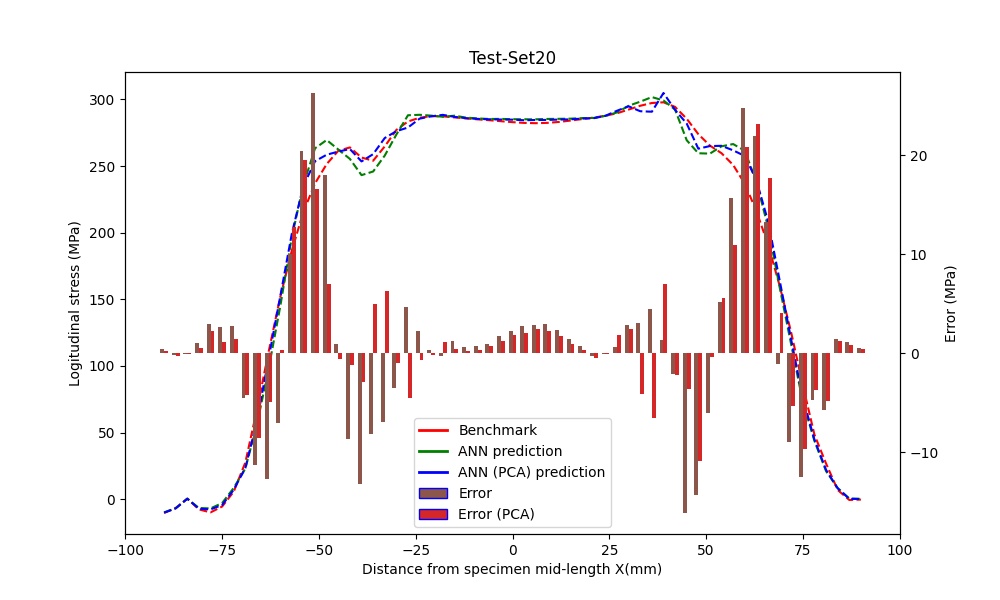 Test-Set20
300
250
200
150
100
50
0
Logitudinal stress (MPa)
20
10
0
−10
Error (MPa)
Benchmark
ANN prediction
ANN (PCA) prediction
Error
Error (PCA)
−100 −75 −50 −25 0 25 50 75 100
Distance from specimen mid-length X(mm)